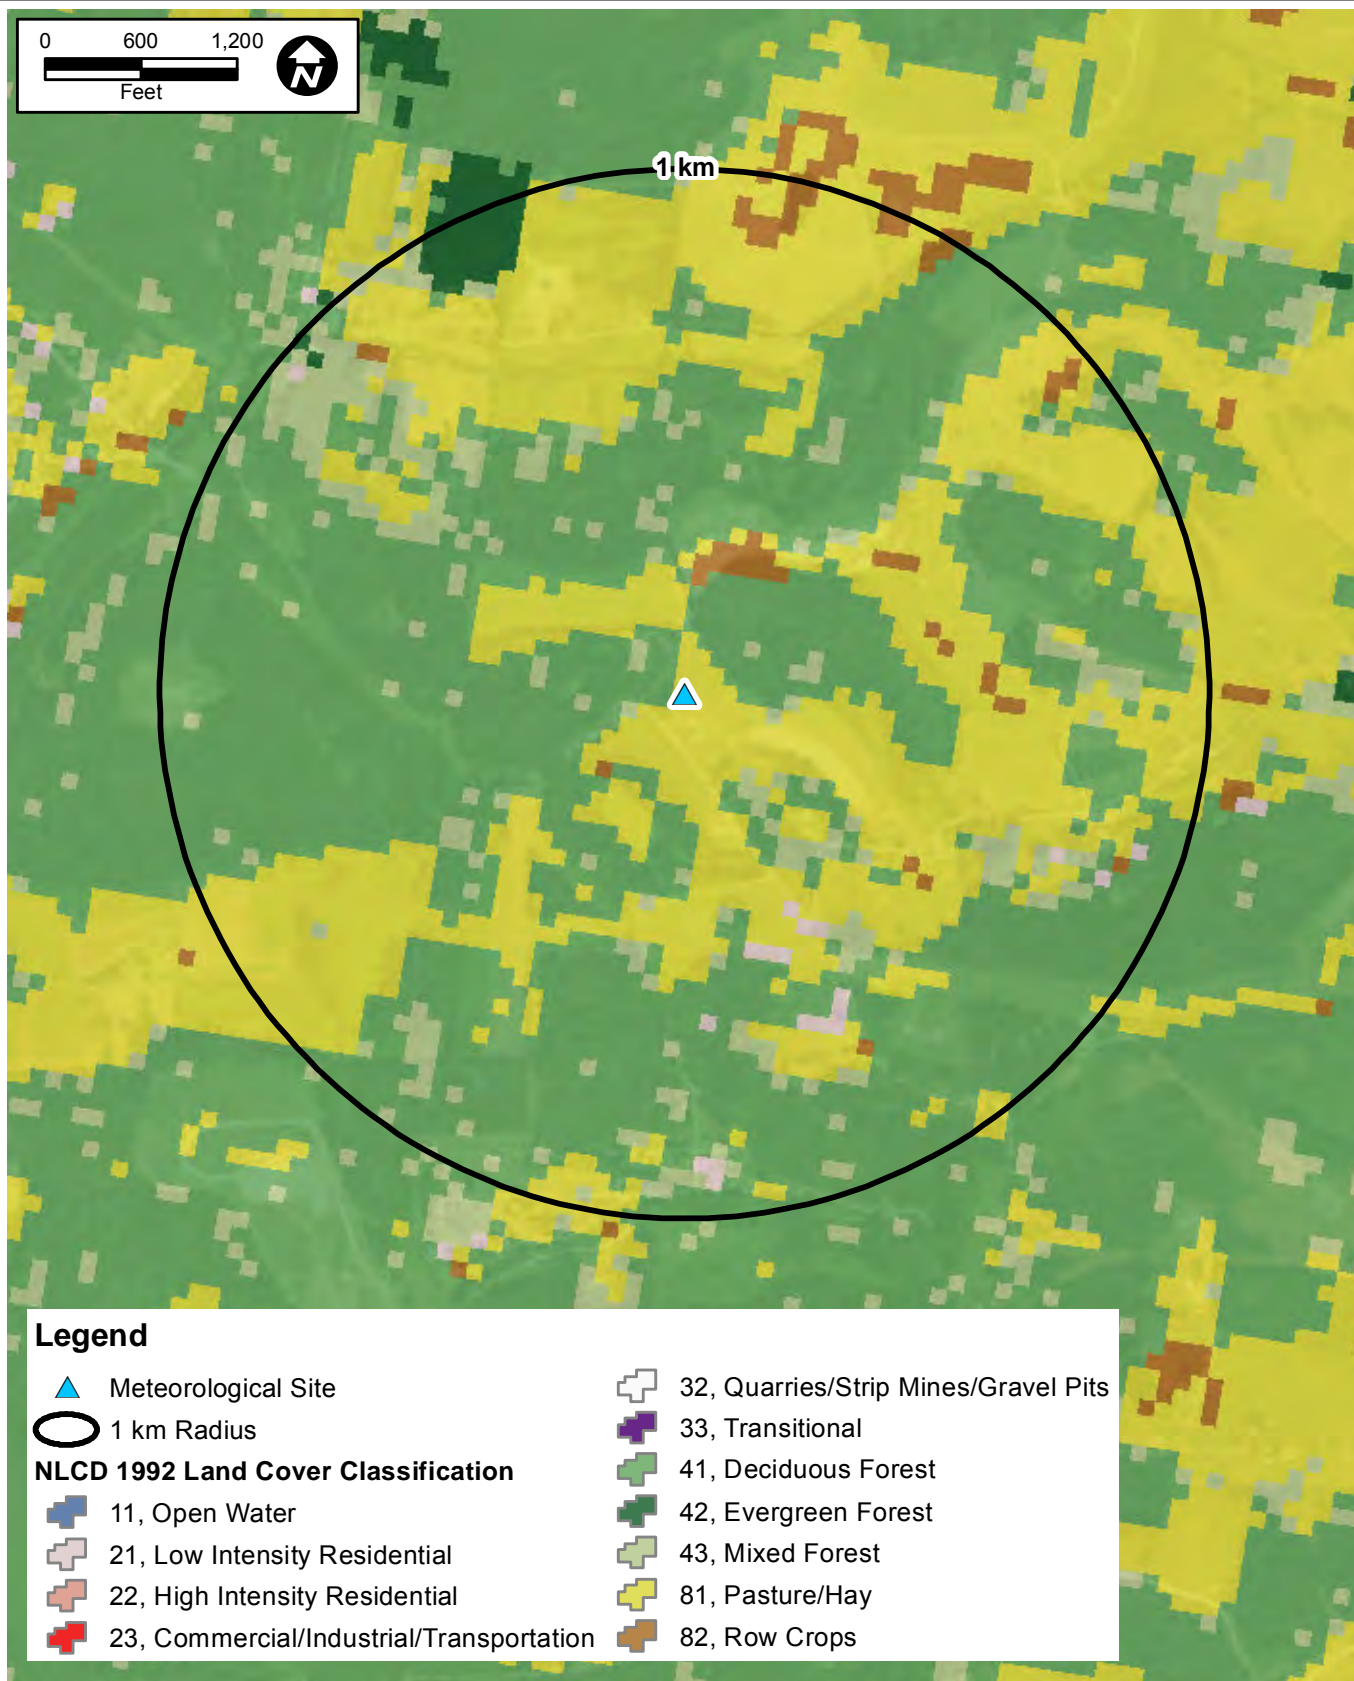 0 600 1,200
N
Feet
1 km
Legend
Meteorological Site
1 km Radius
NLCD 1992 Land Cover Classification
11, Open Water
21, Low Intensity Residential
22, High Intensity Residential
23, Commercial/Industrial/Transportation
32, Quarries/Strip Mines/Gravel Pits
33, Transitional
41, Deciduous Forest
42, Evergreen Forest
43, Mixed Forest
81, Pasture/Hay
82, Row Crops